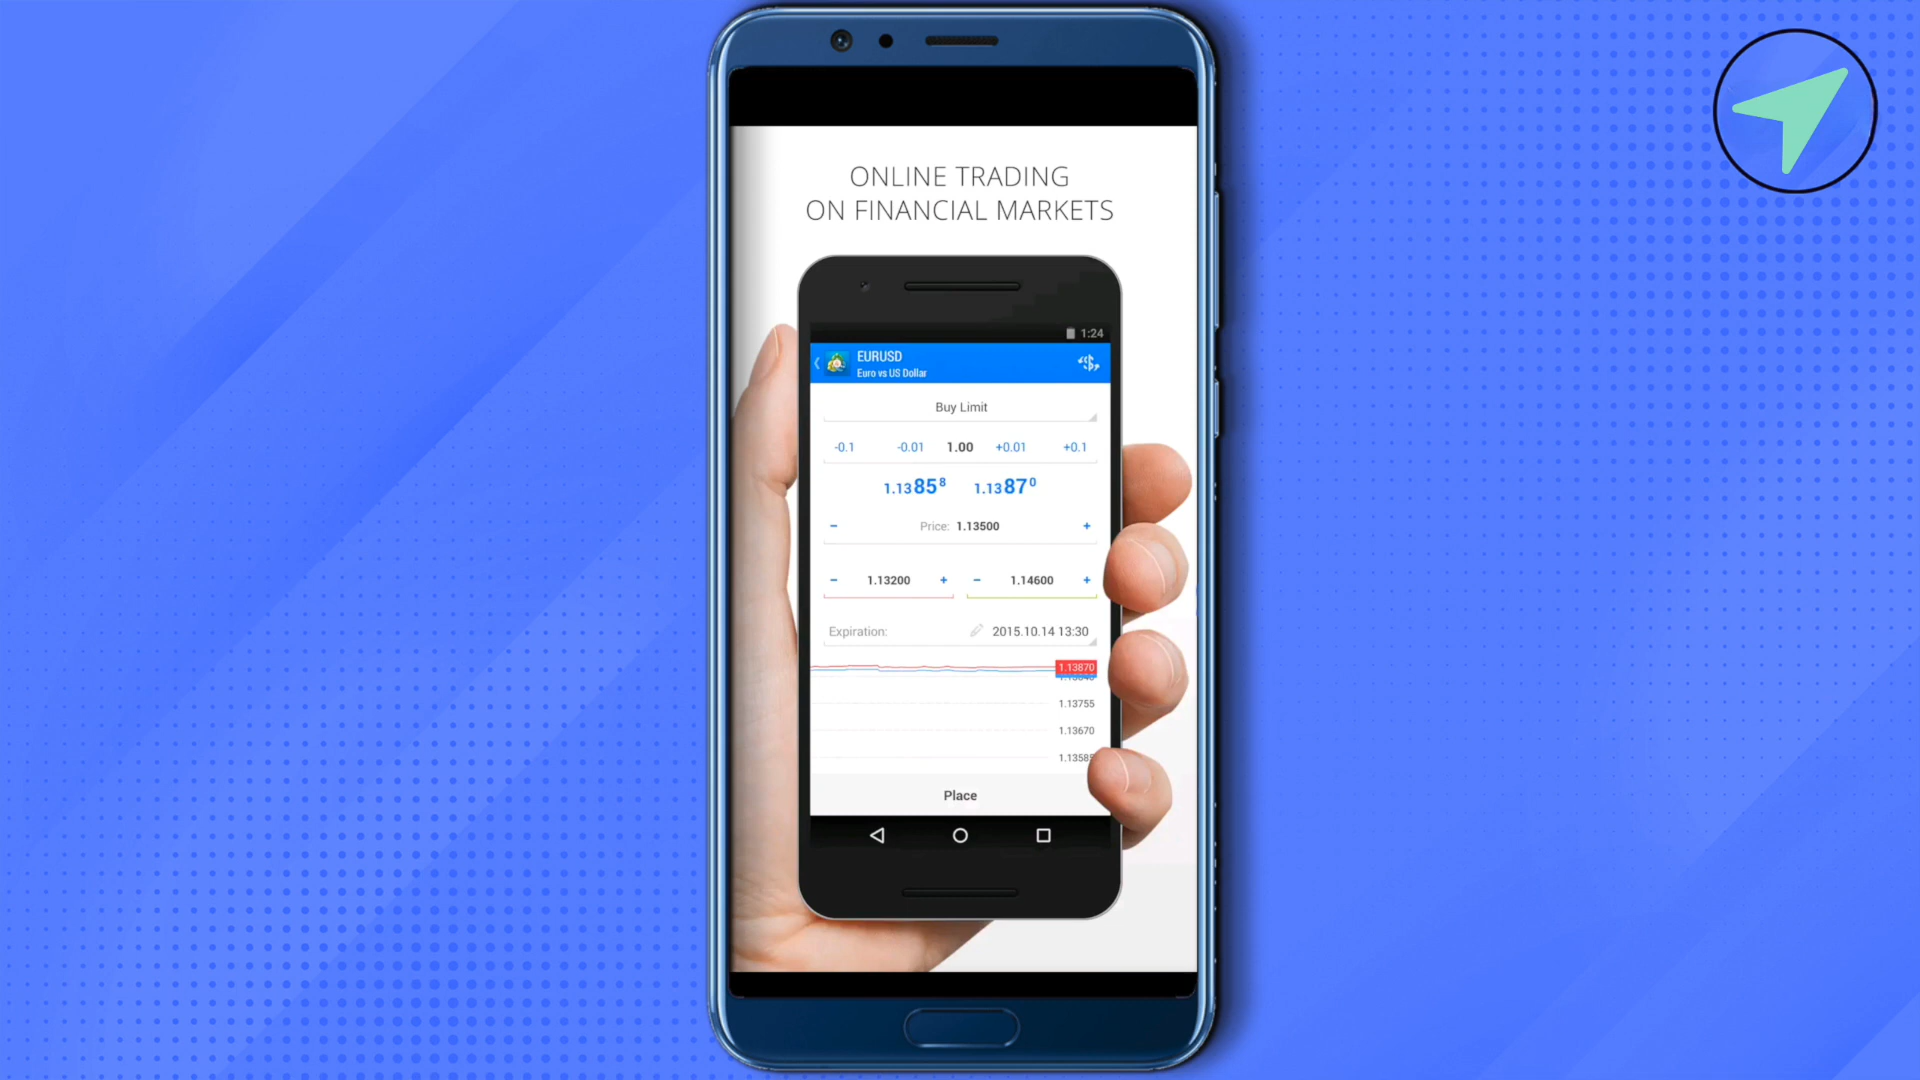 ONLINE TRADING
ON FINANCIAL MARKETS
1:24
EURUSD
Euro vs US Dollar
Buy Limit
-0.1 -0.01 1.00 +0.01 +0.1
1.13858 1.13870
- Price: 1.13500 +
- 1.13200 + - 1.14600 +
Expiration: 2015.10.14 13:30
1.13870
1.13755
1.13670
1.13585
Place